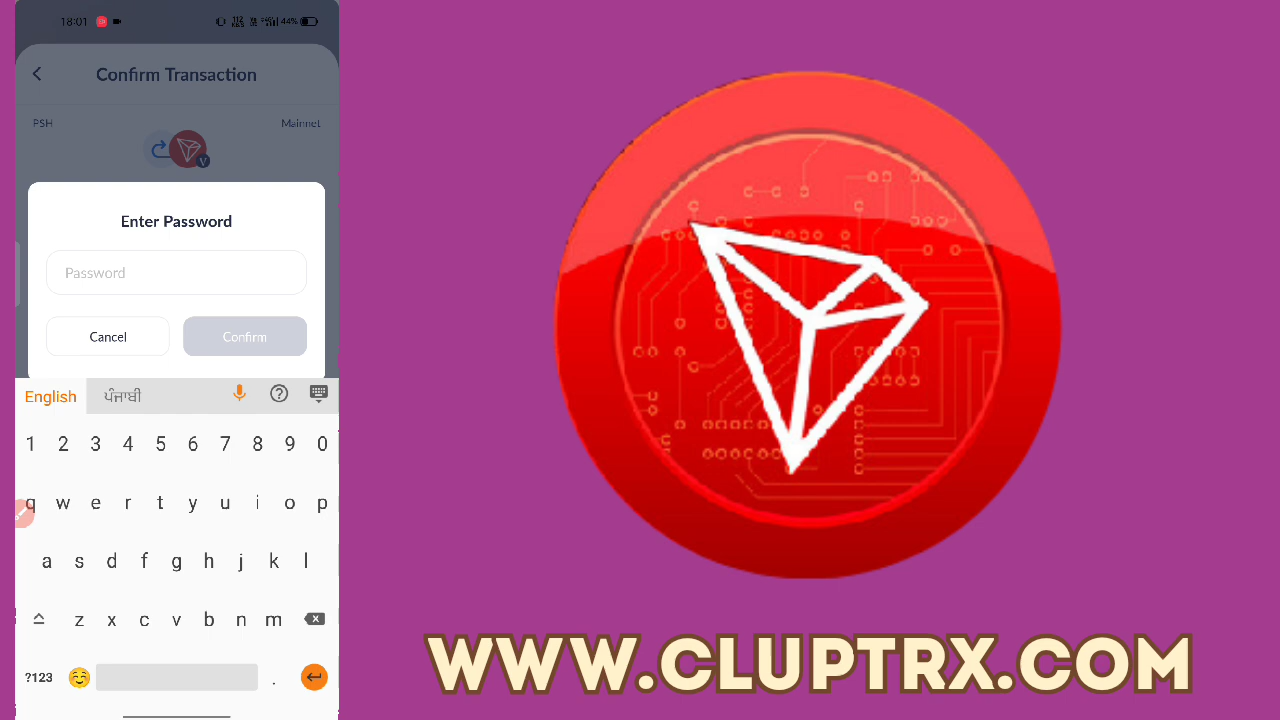 18:01
44%
Confirm Transaction
PSH
Mainnet
V
Enter Password
Password
Cancel
Confirm
English
ਪੰਜਾਬੀ
1 2 3 4 5 6 7 8 9 0
q w e r t y u i o p
a s d f g h j k l
z x c v b n m
?123
.
WWW.CLUPTRX.COM